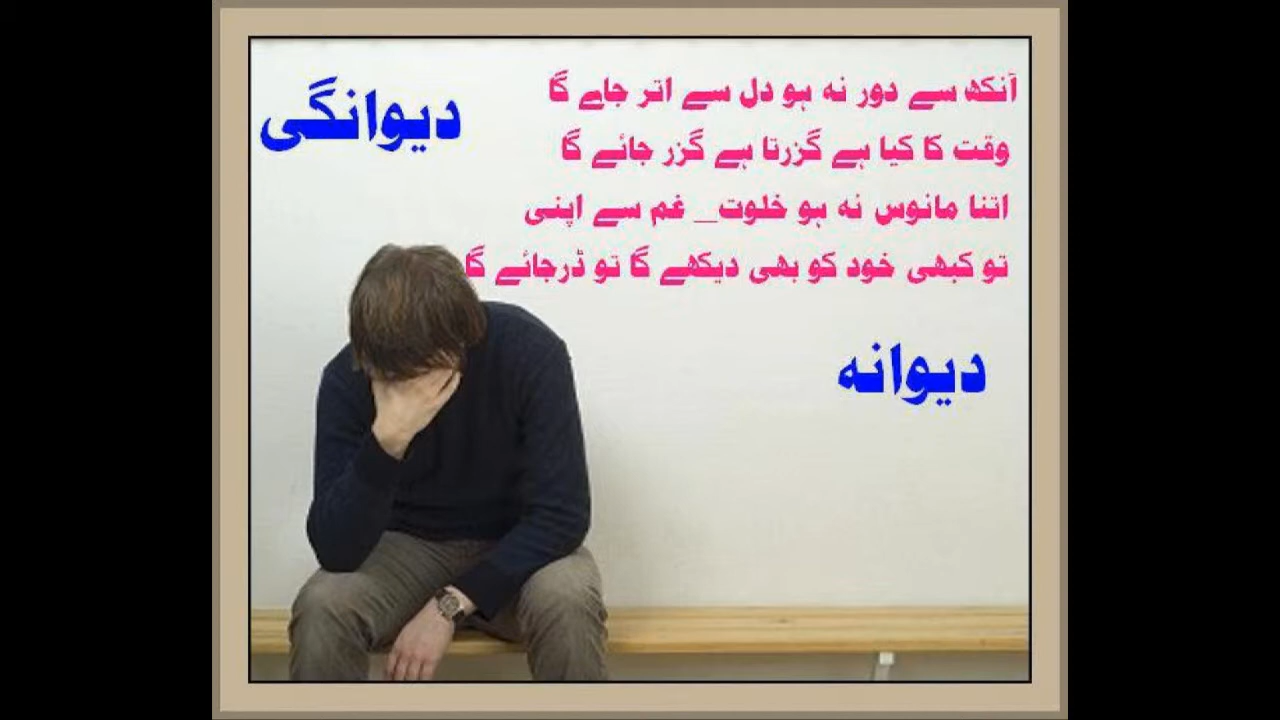 دیوانگی
آنکھ سے دور نہ ہو دل سے اتر جاے گا
وقت کا کیا ہے گزرتا ہے گزر جائے گا
اتنا مانوس نہ ہو خلوت_ غم سے اپنی
تو کبھی خود کو بھی دیکھے گا تو ڈرجائے گا
دیوانہ